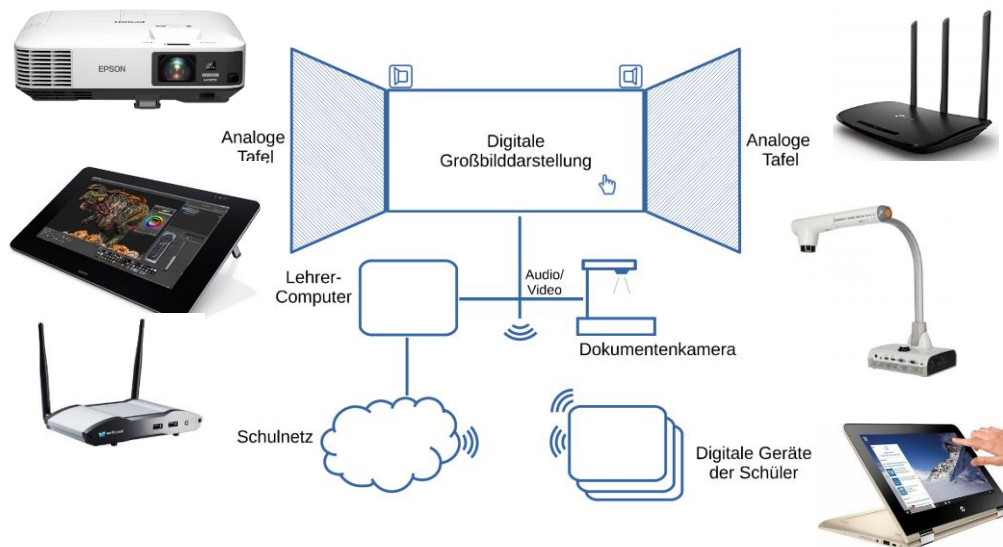 EPSON
Analoge
Tafel
Digitale
Großbilddarstellung
Analoge
Tafel
Lehrer-
Computer
Audio/
Video
Dokumentenkamera
Schulnetz
Digitale Geräte
der Schüler